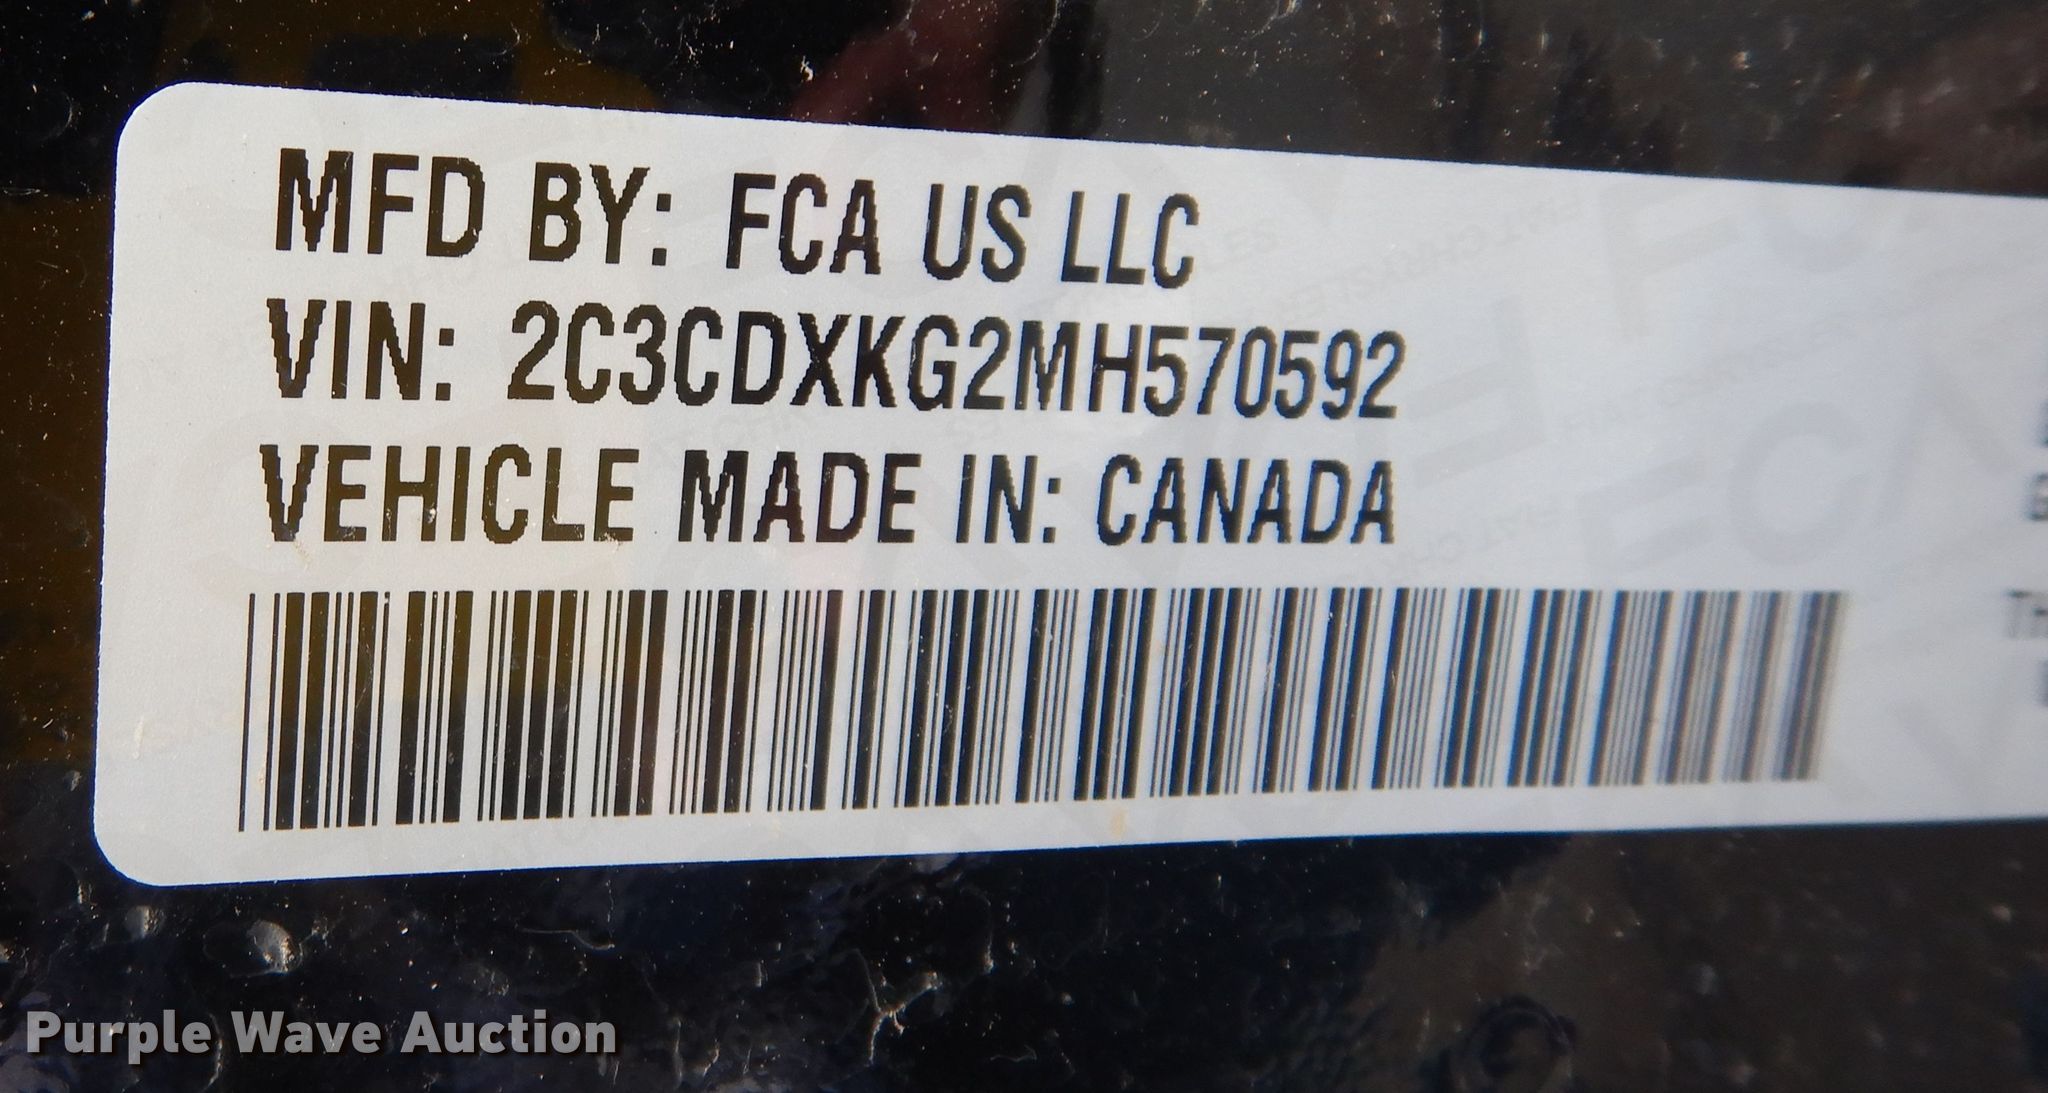 MFD BY: FCA US LLC
VIN: 2C3CDXKG2MH570592
VEHICLE MADE IN: CANADA
Purple Wave Auction